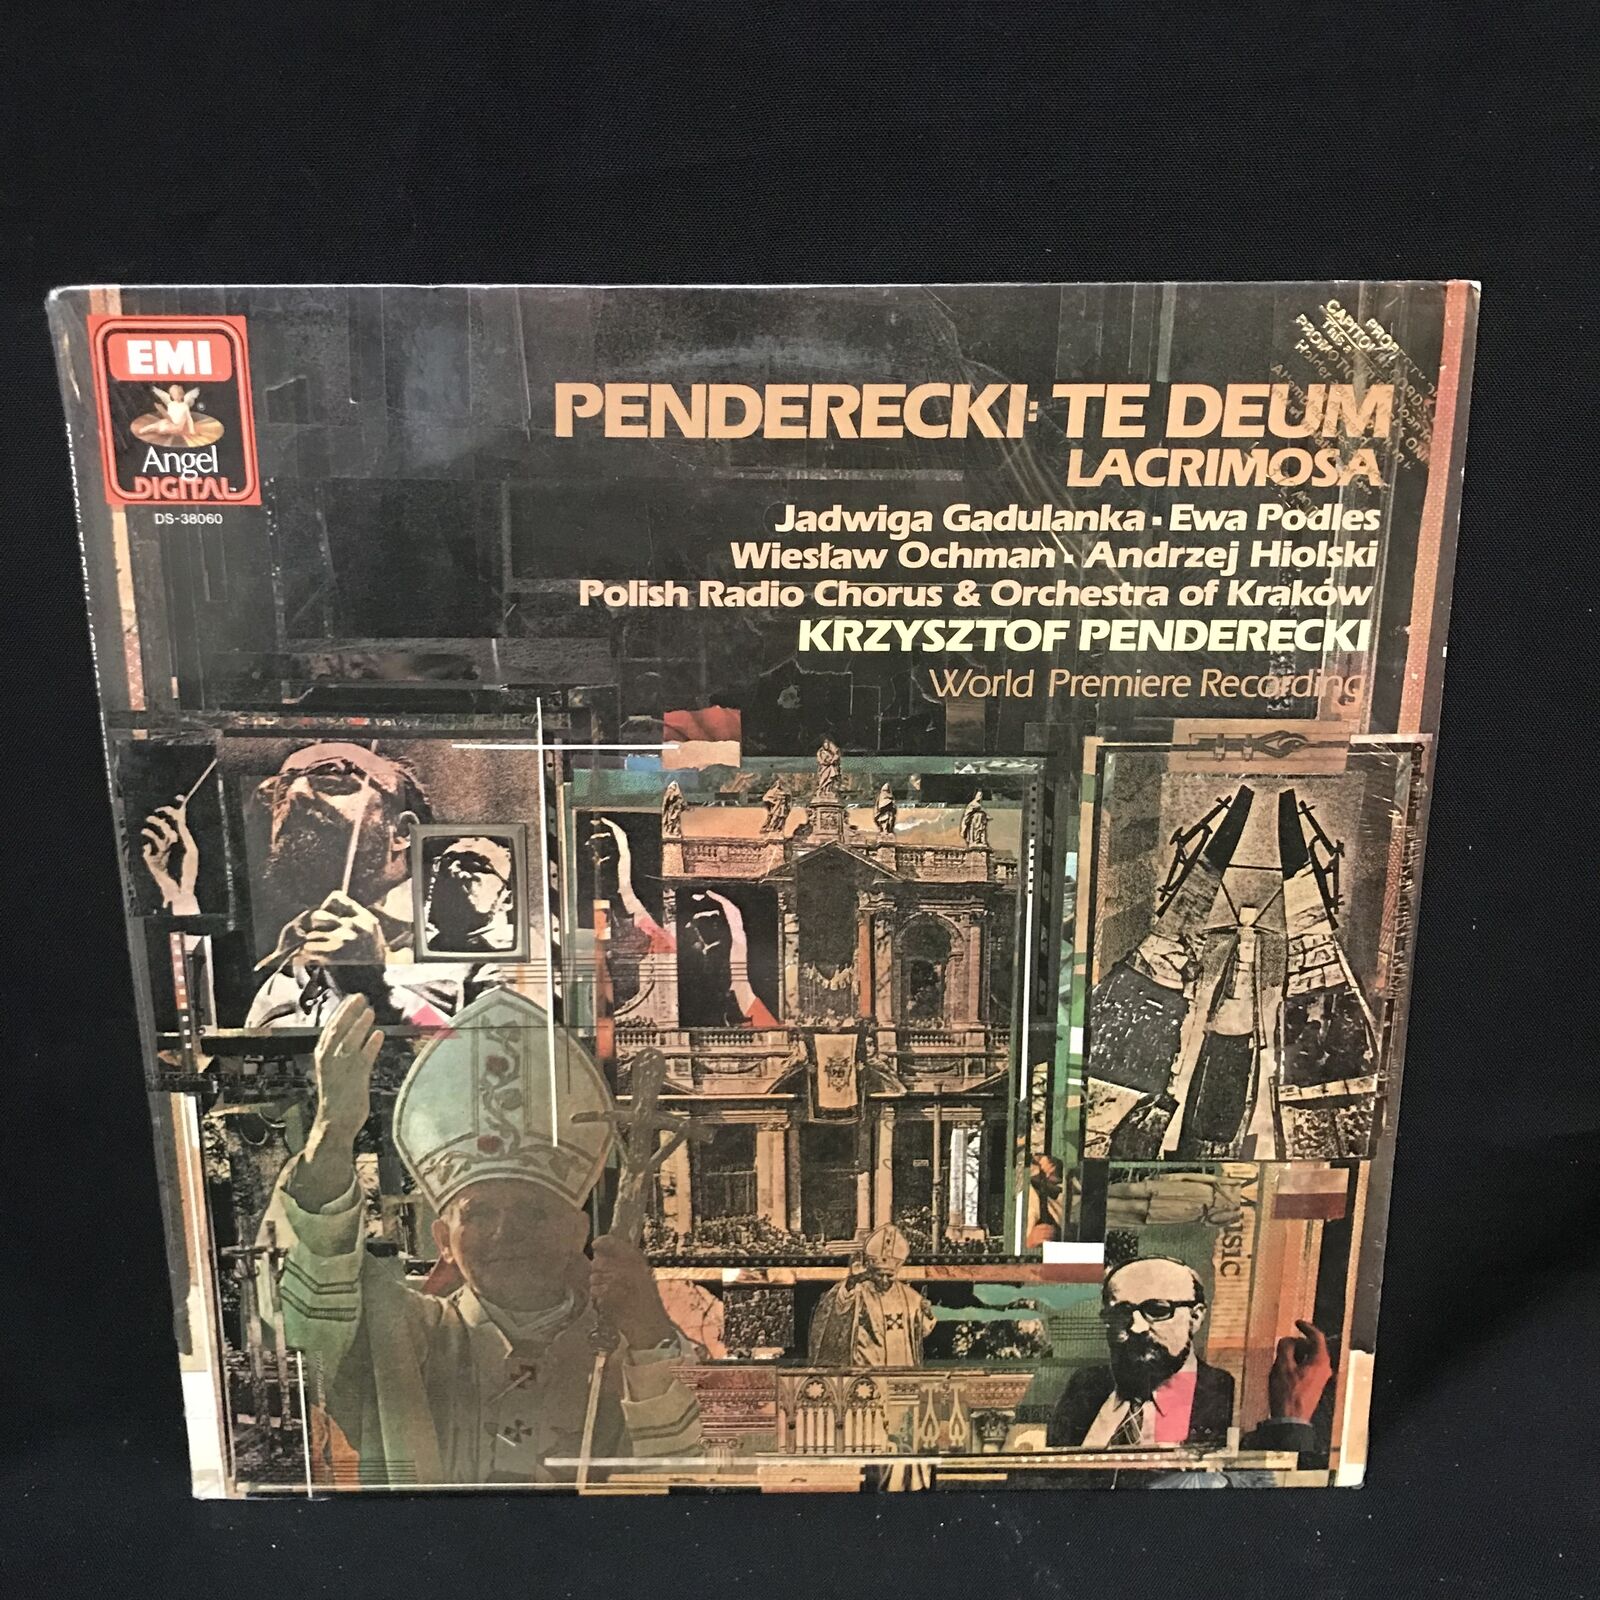 EMI
Angel
DIGITAL
DS-38060
PENDERECKI: TE DEUM
LACRIMOSA
Jadwiga Gadulanka ▪ Ewa Podles
Wiesław Ochman ▪ Andrzej Hiolski
Polish Radio Chorus & Orchestra of Kraków
KRZYSZTOF PENDERECKI
World Premiere Recording
Music